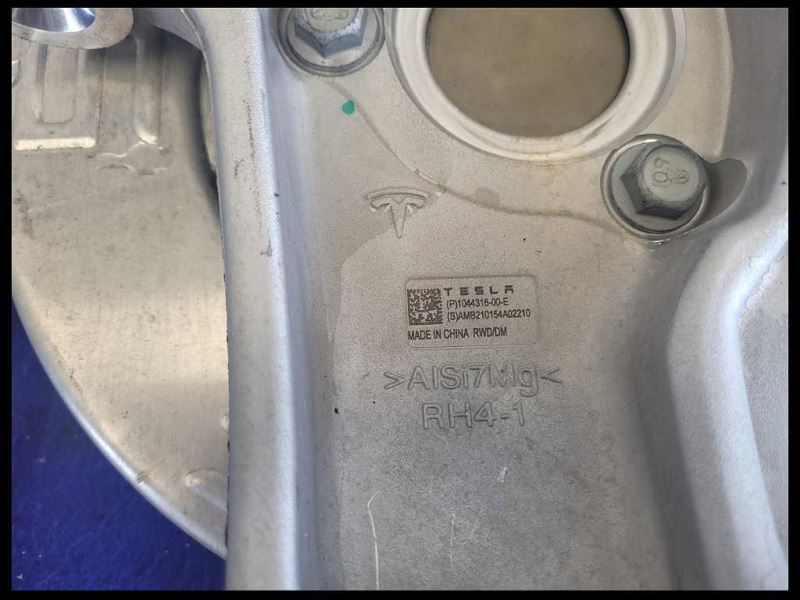 TESLA
(P)1044316-00-E
(S)AMB210154A02210
MADE IN CHINA RWD/DM
>AlSi7Mg<
RH4-1